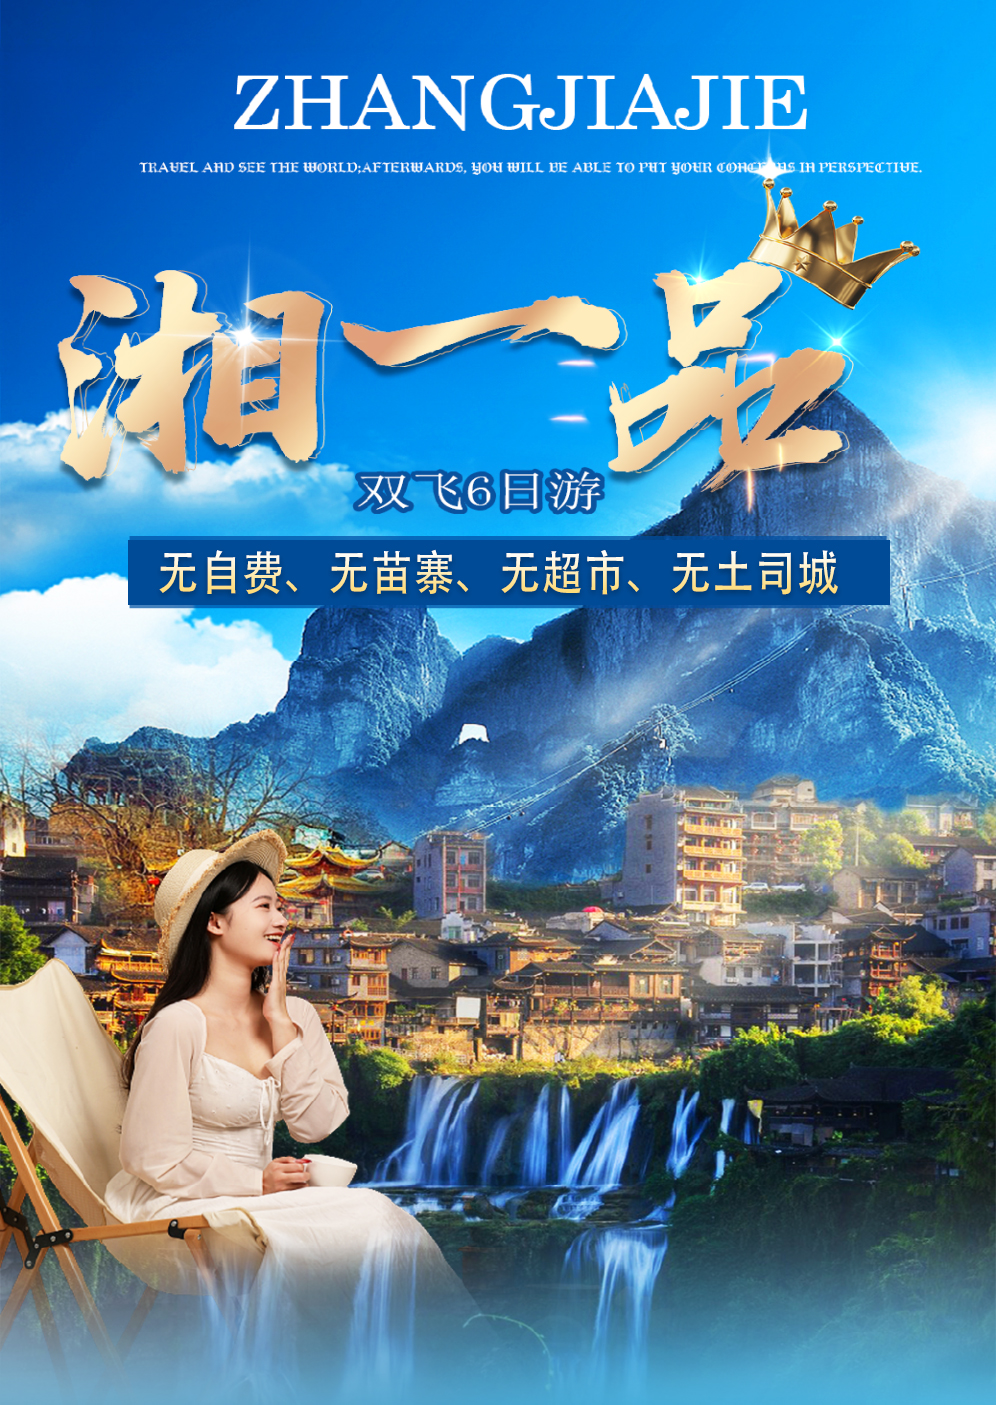 ZHANGJIAJIE
TRAVEL AND SEE THE WORLD;AFTERWARDS, YOU WILL BE ABLE TO PUT YOUR CONCERNS IN PERSPECTIVE.
湘一品
双飞6日游
无自费、无苗寨、无超市、无土司城